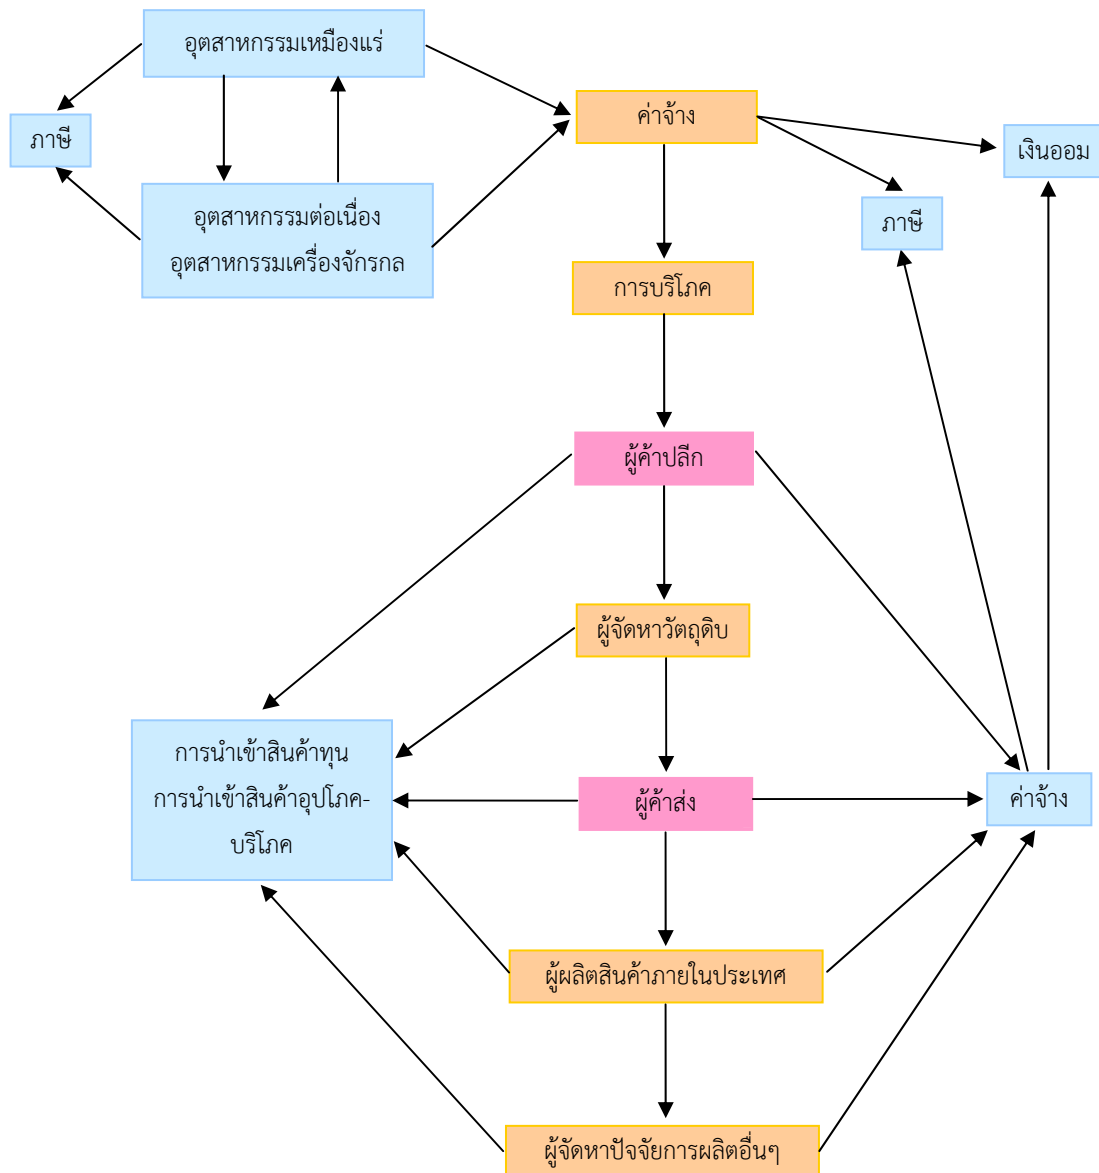 อุตสาหกรรมเหมืองแร่
ค่าจ้าง
ภาษี
เงินออม
อุตสาหกรรมต่อเนื่อง
อุตสาหกรรมเครื่องจักรกล
ภาษี
การบริโภค
ผู้ค้าปลีก
ผู้จัดหาวัตถุดิบ
การนำเข้าสินค้าทุน
การนำเข้าสินค้าอุปโภค-
บริโภค
ผู้ค้าส่ง
ค่าจ้าง
ผู้ผลิตสินค้าภายในประเทศ
ผู้จัดหาปัจจัยการผลิตอื่นๆ